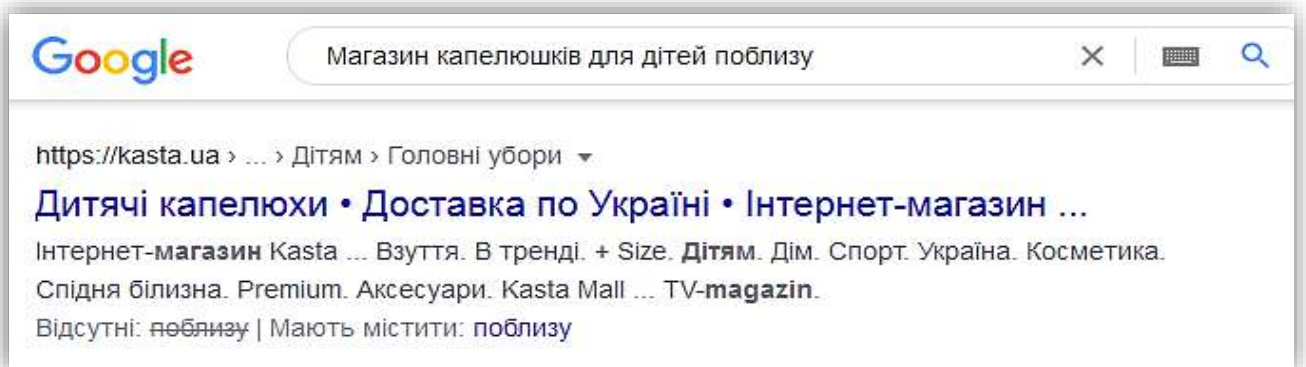 Google
Магазин капелюшків для дітей поблизу
https://kasta.ua › ... › Дітям › Головні убори
Дитячі капелюхи • Доставка по Україні • Інтернет-магазин ...
Інтернет-магазин Kasta ... Взуття. В тренді. + Size. Дітям. Дім. Спорт. Україна. Косметика.
Спідня білизна. Premium. Аксесуари. Kasta Mall ... TV-magazin.
Відсутні: поблизу | Мають містити: поблизу